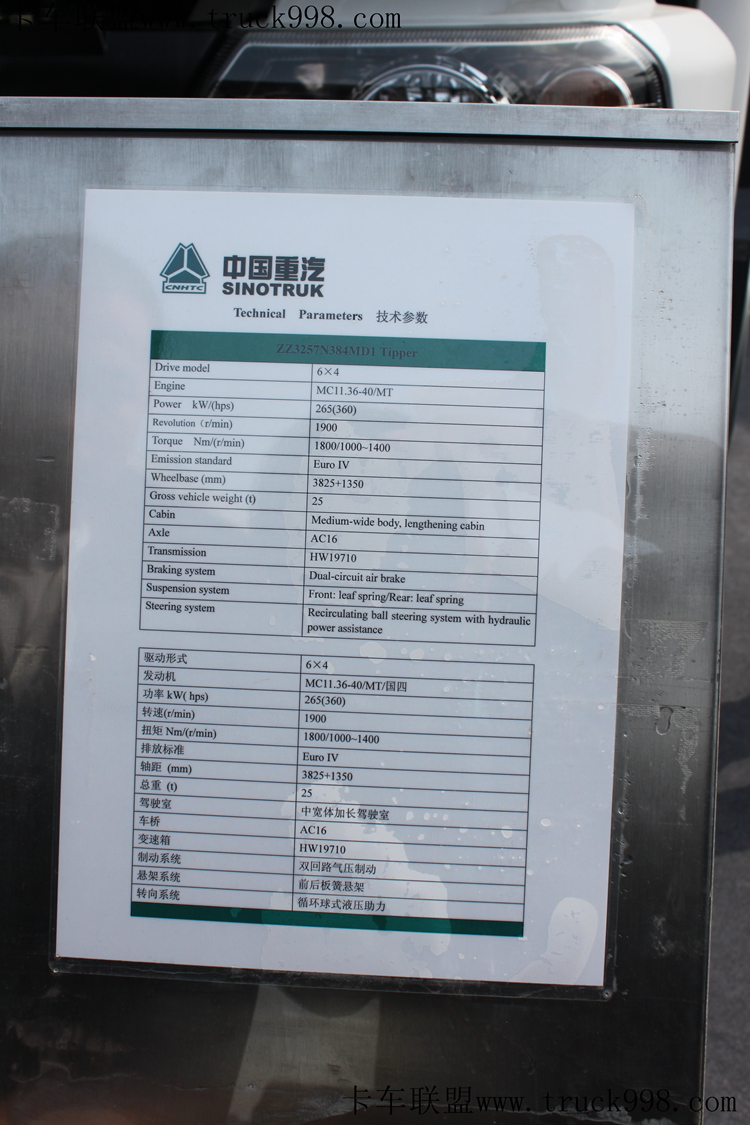 卡车联盟www.truck998.com
CNHTC
中国重汽
SINOTRUK
Technical Parameters 技术参数
ZZ3257N384MD1 Tipper
Drive model 6×4
Engine MC11.36-40/MT
Power kW/(hps) 265(360)
Revolution（r/min) 1900
Torque Nm/(r/min) 1800/1000~1400
Emission standard Euro IV
Wheelbase (mm) 3825+1350
Gross vehicle weight (t) 25
Cabin Medium-wide body, lengthening cabin
Axle AC16
Transmission HW19710
Braking system Dual-circuit air brake
Suspension system Front: leaf spring/Rear: leaf spring
Steering system Recirculating ball steering system with hydraulic
power assistance
驱动形式 6×4
发动机 MC11.36-40/MT/国四
功率 kW( hps) 265(360)
转速(r/min) 1900
扭矩 Nm/(r/min) 1800/1000~1400
排放标准 Euro IV
轴距 (mm) 3825+1350
总重 (t) 25
驾驶室 中宽体加长驾驶室
车桥 AC16
变速箱 HW19710
制动系统 双回路气压制动
悬架系统 前后板簧悬架
转向系统 循环球式液压助力
卡车联盟www.truck998.com